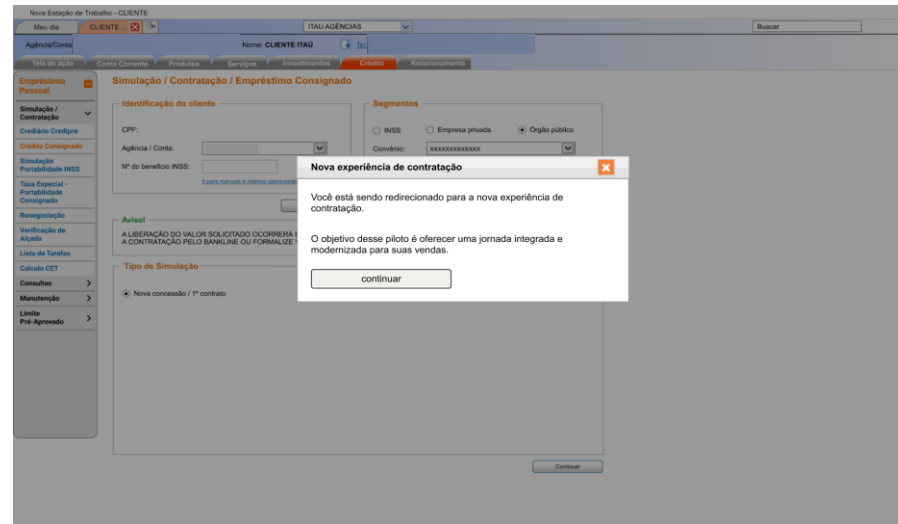 Nova Estação de Trabalho - CLIENTE
Meu dia
CLIENTE ...
ITAU AGÊNCIAS
Buscar
Agência/Conta
Nome: CLIENTE ITAÚ
Tel.
Tela de ação
Conta Corrente
Produtos
Serviços
Investimentos
Crédito
Relacionamento
Empréstimo
Pessoal
Simulação /
Contratação
Crediário Credipré
Crédito Consignado
Simulação
Portabilidade INSS
Taxa Especial -
Portabilidade
Consignado
Renegociação
Verificação de
Alçada
Lista de Tarefas
Calculo CET
Consultas
Manutenção
Limite
Pré-Aprovado
Simulação / Contratação / Empréstimo Consignado
Identificação do cliente
CPF:
Agência / Conta:
Nº do benefício INSS:
Ir para manuais e roteiros operacionais
Segmentos
INSS
Empresa privada
Órgão público
Convênio:
xxxxxxxxxxxxx
Aviso!
A LIBERAÇÃO DO VALOR SOLICITADO OCORRERÁ
A CONTRATAÇÃO PELO BANKLINE OU FORMALIZE
Tipo de Simulação
Nova concessão / 1º contrato
Nova experiência de contratação
Você está sendo redirecionado para a nova experiência de
contratação.
O objetivo desse piloto é oferecer uma jornada integrada e
modernizada para suas vendas.
continuar
Continuar